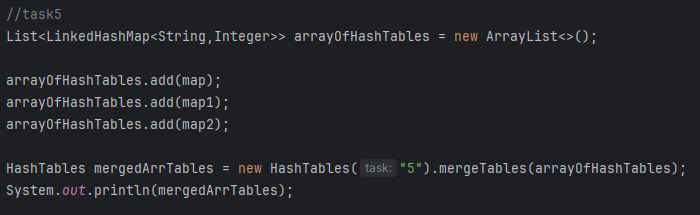 //task5
List<LinkedHashMap<String,Integer>> arrayOfHashTables = new ArrayList<>();
arrayOfHashTables.add(map);
arrayOfHashTables.add(map1);
arrayOfHashTables.add(map2);
HashTables mergedArrTables = new HashTables( task: "5").mergeTables(arrayOfHashTables);
System.out.println(mergedArrTables);